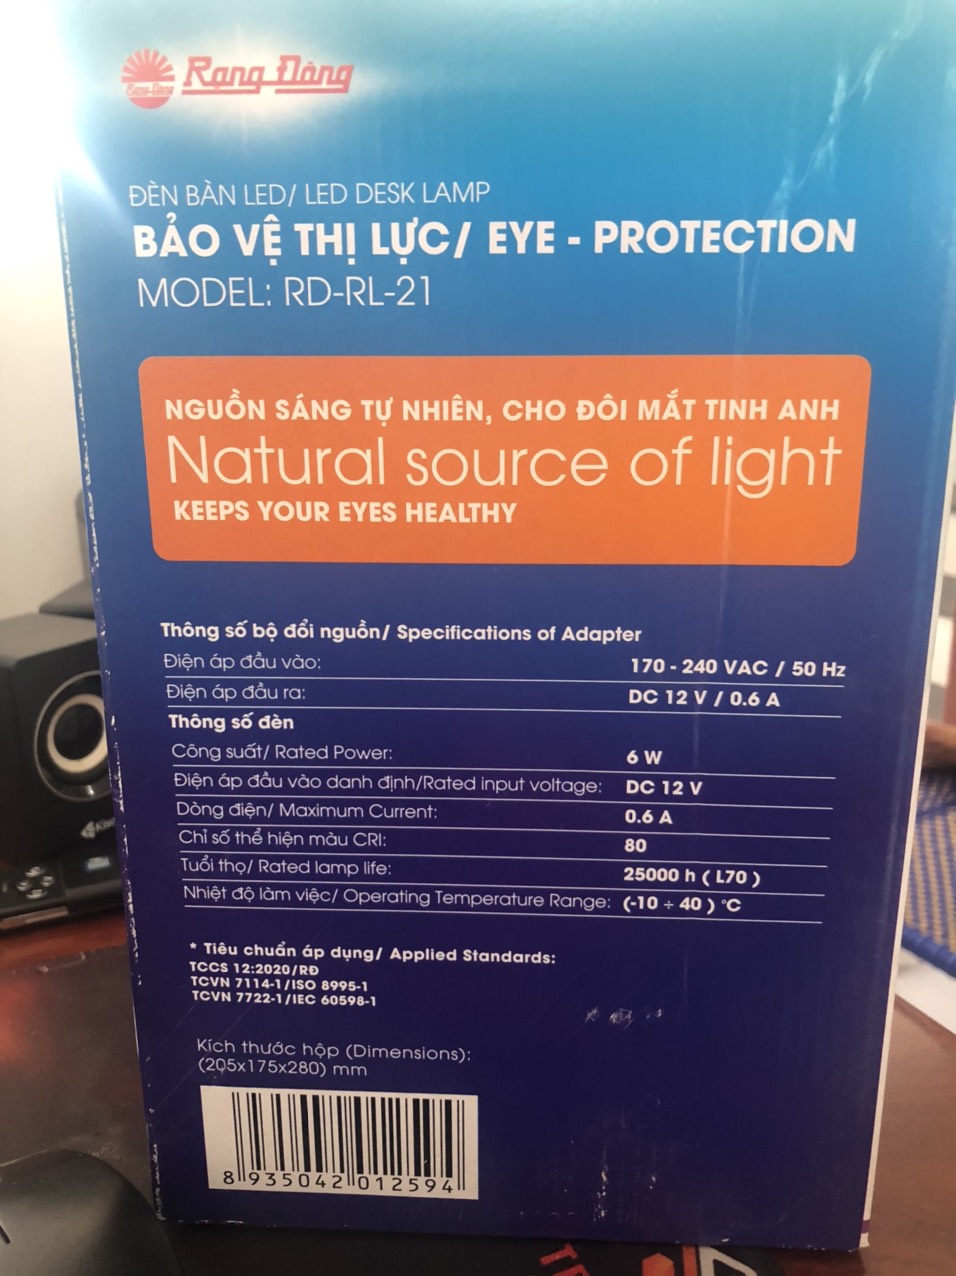 Rạng Đông
Rạng Đông
ĐÈN BÀN LED/ LED DESK LAMP
BẢO VỆ THỊ LỰC/ EYE - PROTECTION
MODEL: RD-RL-21
NGUỒN SÁNG TỰ NHIÊN, CHO ĐÔI MẮT TINH ANH
Natural source of light
KEEPS YOUR EYES HEALTHY
Thông số bộ đổi nguồn/ Specifications of Adapter
Điện áp đầu vào: 170 - 240 VAC / 50 Hz
Điện áp đầu ra: DC 12 V / 0.6 A
Thông số đèn
Công suất/ Rated Power: 6 W
Điện áp đầu vào danh định/Rated input voltage: DC 12 V
Dòng điện/ Maximum Current: 0.6 A
Chỉ số thể hiện màu CRI: 80
Tuổi thọ/ Rated lamp life: 25000 h ( L70 )
Nhiệt độ làm việc/ Operating Temperature Range: (-10 ÷ 40 ) °C
* Tiêu chuẩn áp dụng/ Applied Standards:
TCCS 12:2020/RĐ
TCVN 7114-1/ISO 8995-1
TCVN 7722-1/IEC 60598-1
Kích thước hộp (Dimensions):
(205x175x280) mm
8 935042 012594